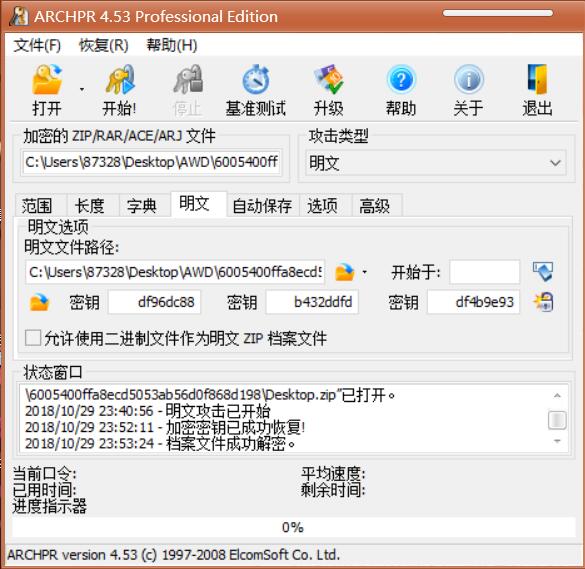 ARCHPR 4.53 Professional Edition
文件(F) 恢复(R) 帮助(H)
打开 开始! 停止 基准测试 升级 帮助 关于 退出
加密的 ZIP/RAR/ACE/ARJ 文件 攻击类型
C:\Users\87328\Desktop\AWD\6005400ff 明文
范围 长度 字典 明文 自动保存 选项 高级
明文选项
明文文件路径:
C:\Users\87328\Desktop\AWD\6005400ffa8ecd5 开始于:
密钥 df96dc88 密钥 b432ddfd 密钥 df4b9e93
允许使用二进制文件作为明文 ZIP 档案文件
状态窗口
\6005400ffa8ecd5053ab56d0f868d198\Desktop.zip"已打开。
2018/10/29 23:40:56 - 明文攻击已开始
2018/10/29 23:52:11 - 加密密钥已成功恢复!
2018/10/29 23:53:24 - 档案文件成功解密。
当前口令: 平均速度:
已用时间: 剩余时间:
进度指示器
0%
ARCHPR version 4.53 (c) 1997-2008 ElcomSoft Co. Ltd.